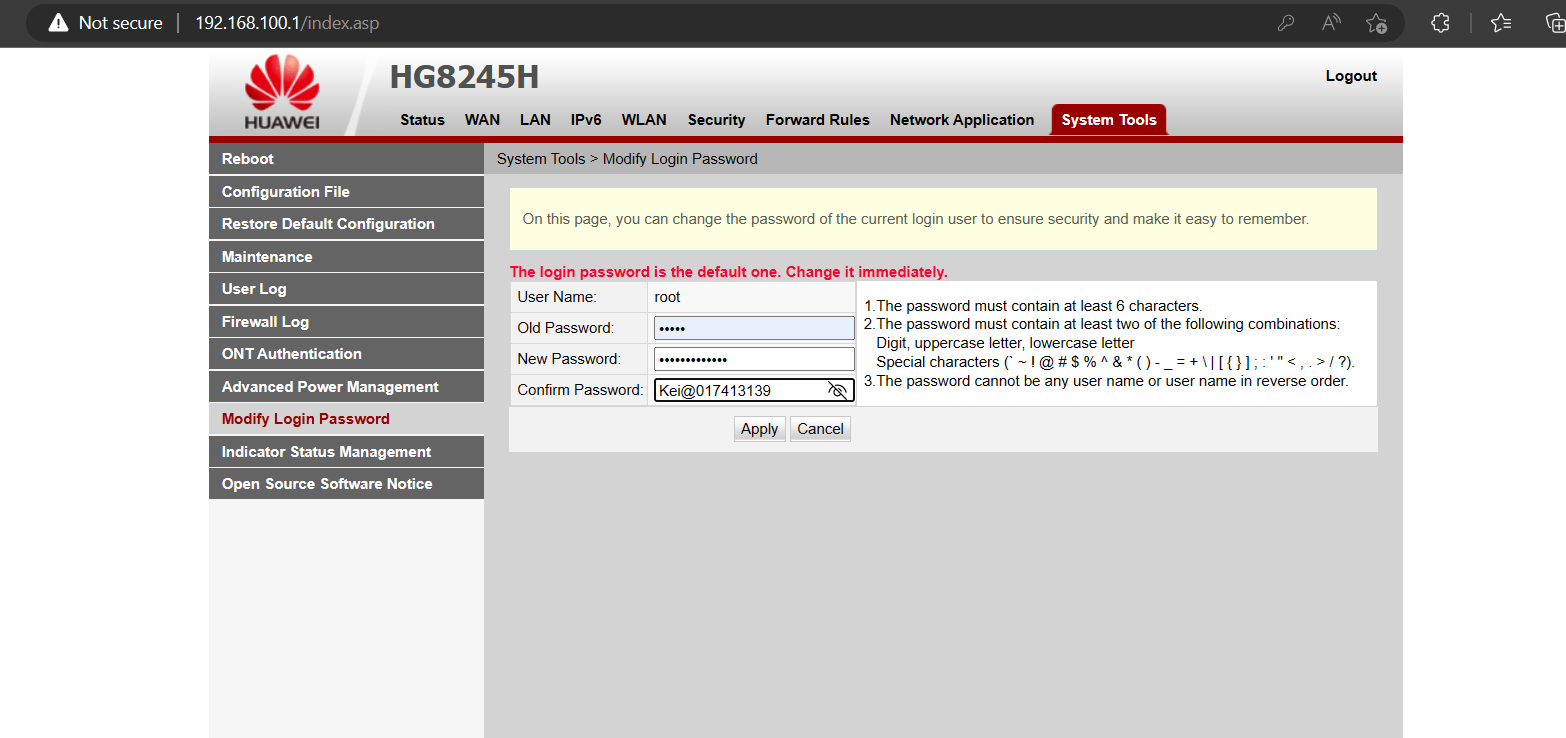 Not secure | 192.168.100.1/index.asp
HUAWEI
HG8245H
Logout
Status WAN LAN IPv6 WLAN Security Forward Rules Network Application System Tools
Reboot
Configuration File
Restore Default Configuration
Maintenance
User Log
Firewall Log
ONT Authentication
Advanced Power Management
Modify Login Password
Indicator Status Management
Open Source Software Notice
System Tools > Modify Login Password
On this page, you can change the password of the current login user to ensure security and make it easy to remember.
The login password is the default one. Change it immediately.
User Name: root
Old Password: •••••
New Password: •••••••••••••
Confirm Password: Kei@017413139
1.The password must contain at least 6 characters.
2.The password must contain at least two of the following combinations:
Digit, uppercase letter, lowercase letter
Special characters (` ~ ! @ # $ % ^ & * ( ) - _ = + \ | [ { } ] ; : ' " < , . > / ?).
3.The password cannot be any user name or user name in reverse order.
Apply Cancel